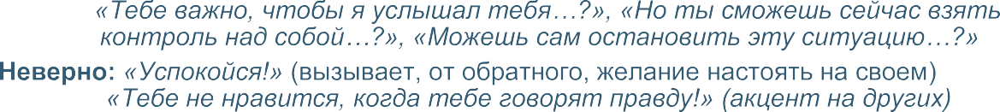 «Тебе важно, чтобы я услышал тебя…?», «Но ты сможешь сейчас взять
контроль над собой…?», «Можешь сам остановить эту ситуацию…?»
Неверно: «Успокойся!» (вызывает, от обратного, желание настоять на своем)
«Тебе не нравится, когда тебе говорят правду!» (акцент на других)